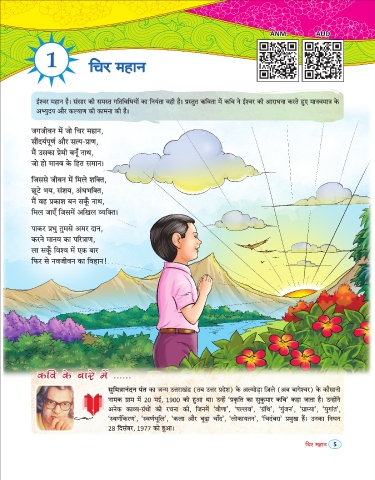 ANM
AUD
1
चिर महान
ईश्वर महान है। संसार की समस्त गतिविधियों का नियंता वही है। प्रस्तुत कविता में कवि ने ईश्वर की आराधना करते हुए मानवमात्र के
अभ्युदय और कल्याण की कामना की है।
जगजीवन में जो चिर महान,
सौंदर्यपूर्ण और सत्य-प्राण,
मैं उसका प्रेमी बनूँ नाथ,
जो हो मानव के हित समान।
जिससे जीवन में मिले शक्ति,
छूटे भय, संशय, अंधभक्ति,
मैं वह प्रकाश बन सकूँ नाथ,
मिल जाएँ जिसमें अखिल व्यक्ति।
पाकर प्रभु तुमसे अमर दान,
करने मानव का परित्राण,
ला सकूँ विश्व में एक बार
फिर से नवजीवन का विहान!
कवि के बारे में ......
सुमित्रानंदन पंत का जन्म उत्तराखंड (तब उत्तर प्रदेश) के अल्मोड़ा ज़िले (अब बागेश्वर) के कौसानी
नामक ग्राम में 20 मई, 1900 को हुआ था। उन्हें 'प्रकृति का सुकुमार कवि' कहा जाता है। उन्होंने
अनेक काव्य-ग्रंथों की रचना की, जिनमें 'वीणा', 'पल्लव', 'ग्रंथि', 'गुंजन', 'ग्राम्या', 'युगांत',
'स्वर्णकिरण', 'स्वर्णधूलि', 'कला और बूढ़ा चाँद', 'लोकायतन', 'चिदंबरा' प्रमुख हैं। उनका निधन
28 दिसंबर, 1977 को हुआ।
चिर महान 5